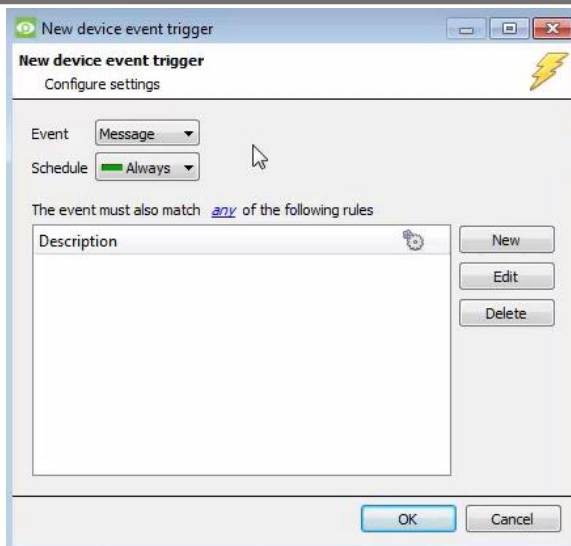 New device event trigger
New device event trigger
Configure settings
Event Message
Schedule Always
The event must also match any of the following rules
Description
New
Edit
Delete
OK Cancel